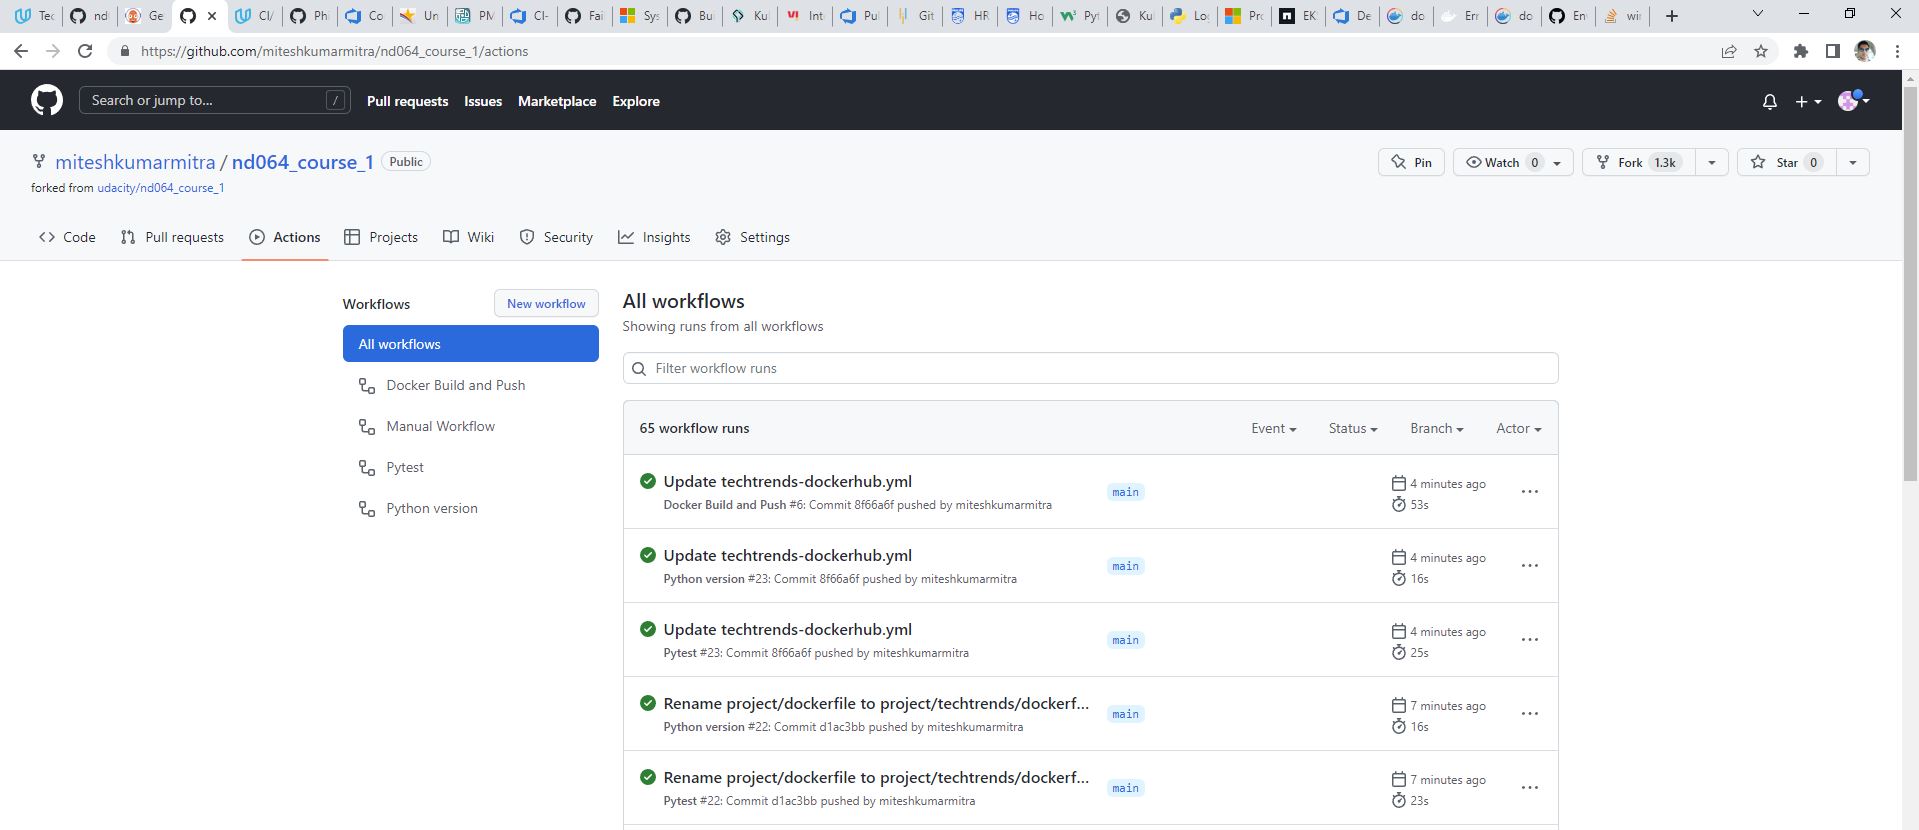 Tec
nd
Ge
CI/
Phi
Co
Un
PM
CI-
Fai
Sys
Bui
Ku
Int
Pul
Git
HR
Ho
Pyt
Kul
Lo
Pro
EK
De
do
Err
do
En
wir
https://github.com/miteshkumarmitra/nd064_course_1/actions
Search or jump to... /
Pull requests Issues Marketplace Explore
miteshkumarmitra / nd064_course_1 Public
Pin Watch 0 Fork 1.3k Star 0
forked from udacity/nd064_course_1
Code Pull requests Actions Projects Wiki Security Insights Settings
Workflows New workflow
All workflows
Docker Build and Push
Manual Workflow
Pytest
Python version
All workflows
Showing runs from all workflows
Filter workflow runs
65 workflow runs Event Status Branch Actor
Update techtrends-dockerhub.yml
Docker Build and Push #6: Commit 8f66a6f pushed by miteshkumarmitra
main
4 minutes ago
53s
Update techtrends-dockerhub.yml
Python version #23: Commit 8f66a6f pushed by miteshkumarmitra
main
4 minutes ago
16s
Update techtrends-dockerhub.yml
Pytest #23: Commit 8f66a6f pushed by miteshkumarmitra
main
4 minutes ago
25s
Rename project/dockerfile to project/techtrends/dockerf...
Python version #22: Commit d1ac3bb pushed by miteshkumarmitra
main
7 minutes ago
16s
Rename project/dockerfile to project/techtrends/dockerf...
Pytest #22: Commit d1ac3bb pushed by miteshkumarmitra
main
7 minutes ago
23s